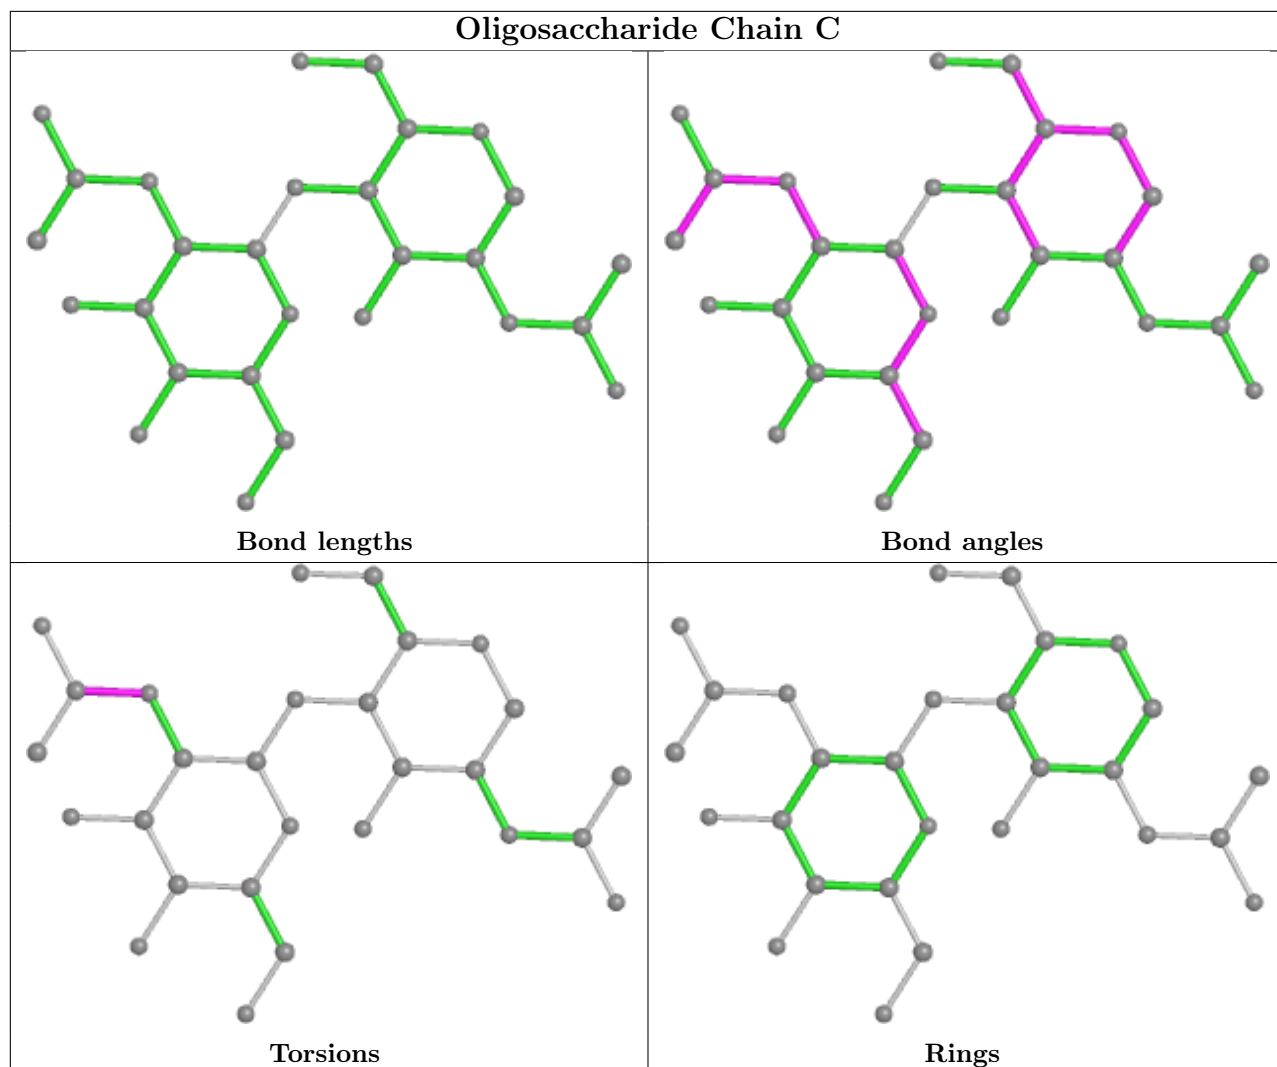 Oligosaccharide Chain C
Bond lengths
Bond angles
Torsions
Rings